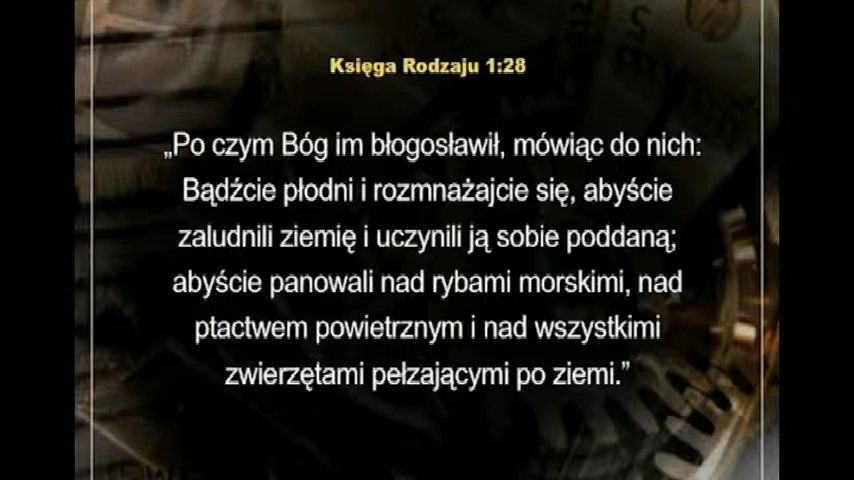 Księga Rodzaju 1:28
„Po czym Bóg im błogosławił, mówiąc do nich:
Bądźcie płodni i rozmnażajcie się, abyście
zaludnili ziemię i uczynili ją sobie poddaną;
abyście panowali nad rybami morskimi, nad
ptactwem powietrznym i nad wszystkimi
zwierzętami pełzającymi po ziemi.”